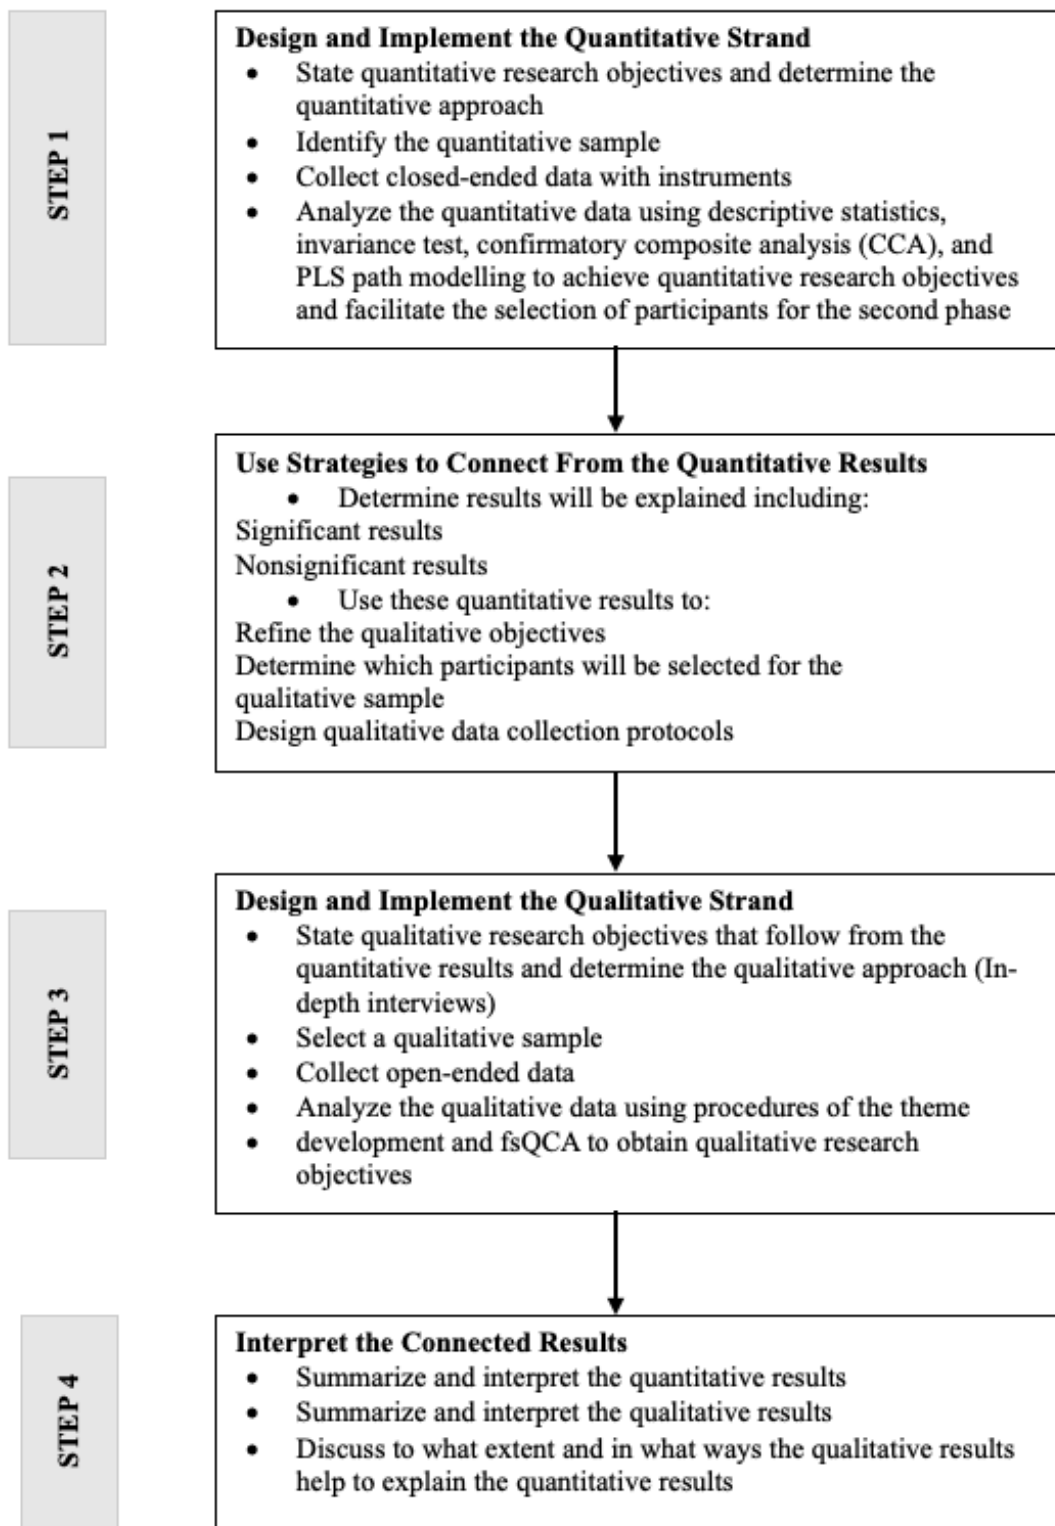 STEP 1
Design and Implement the Quantitative Strand
• State quantitative research objectives and determine the
quantitative approach
• Identify the quantitative sample
• Collect closed-ended data with instruments
• Analyze the quantitative data using descriptive statistics,
invariance test, confirmatory composite analysis (CCA), and
PLS path modelling to achieve quantitative research objectives
and facilitate the selection of participants for the second phase
STEP 2
Use Strategies to Connect From the Quantitative Results
• Determine results will be explained including:
Significant results
Nonsignificant results
• Use these quantitative results to:
Refine the qualitative objectives
Determine which participants will be selected for the
qualitative sample
Design qualitative data collection protocols
STEP 3
Design and Implement the Qualitative Strand
• State qualitative research objectives that follow from the
quantitative results and determine the qualitative approach (In-
depth interviews)
• Select a qualitative sample
• Collect open-ended data
• Analyze the qualitative data using procedures of the theme
• development and fsQCA to obtain qualitative research
objectives
STEP 4
Interpret the Connected Results
• Summarize and interpret the quantitative results
• Summarize and interpret the qualitative results
• Discuss to what extent and in what ways the qualitative results
help to explain the quantitative results